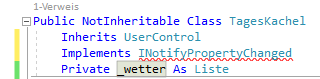 1-Verweis
Public NotInheritable Class TagesKachel
Inherits UserControl
Implements INotifyPropertyChanged
Private _wetter As Liste